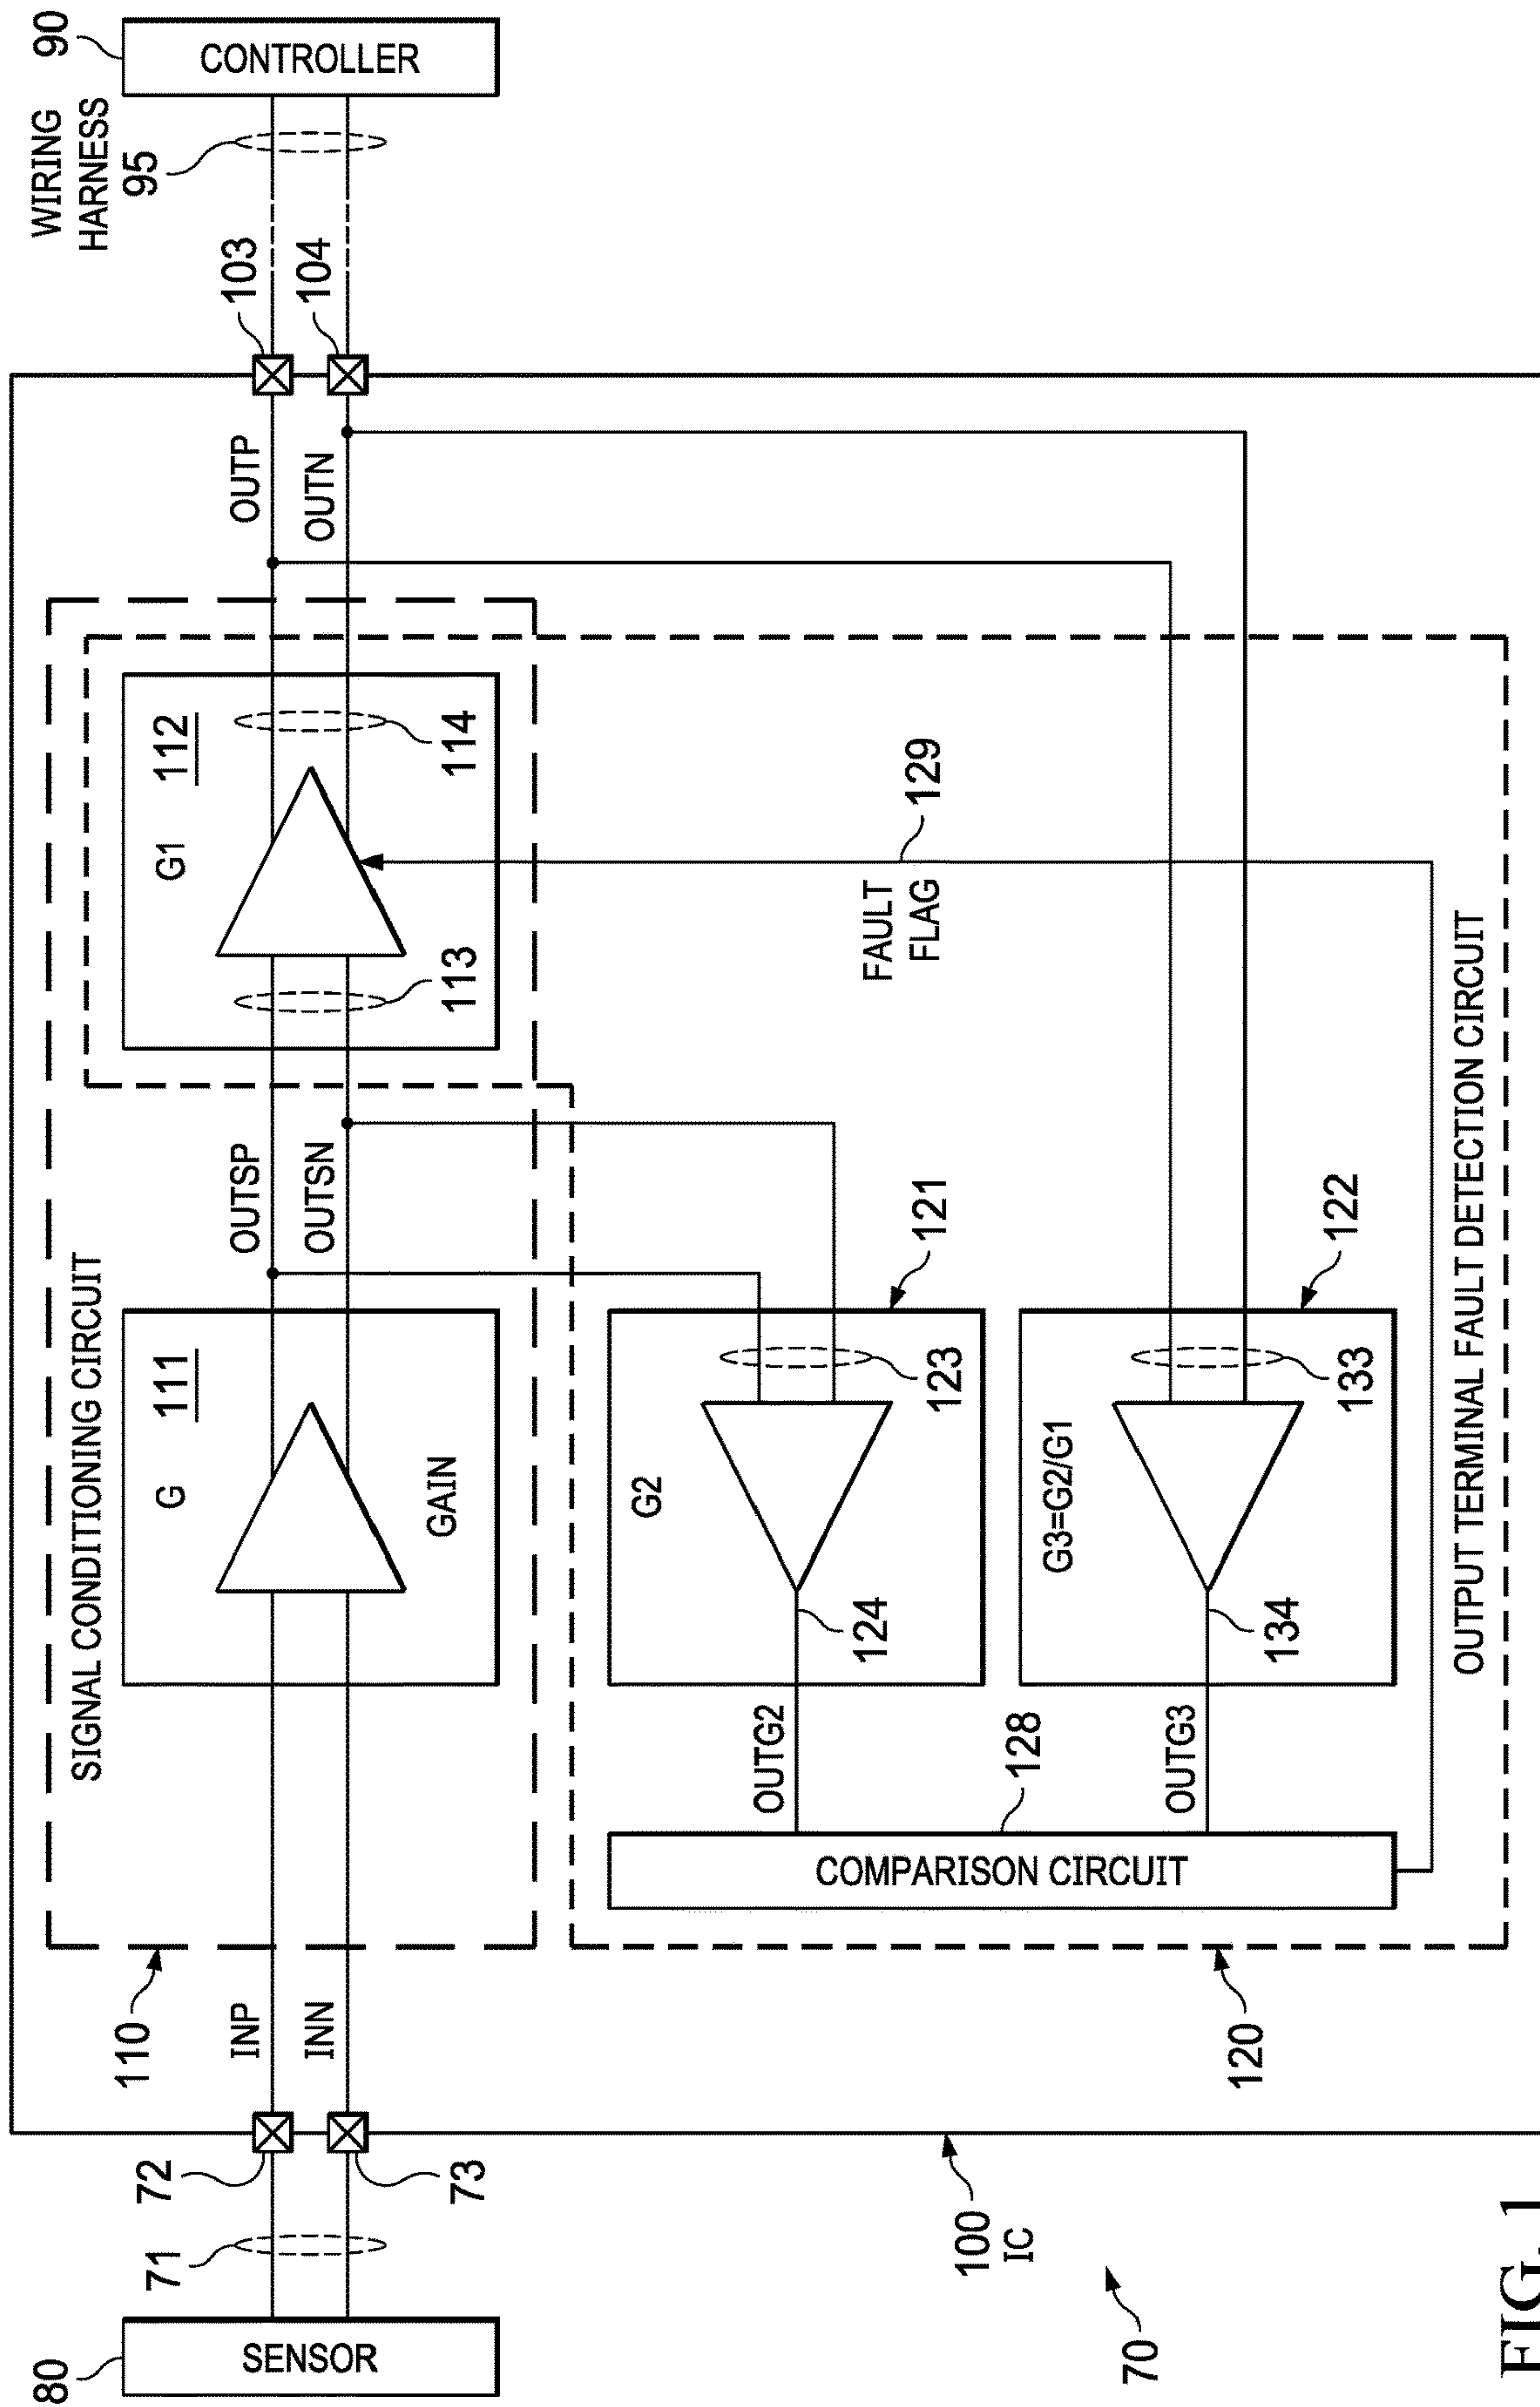 80
SENSOR
71
72
73
INP
INN
110
SIGNAL CONDITIONING CIRCUIT
G
111
GAIN
OUTSP
OUTSN
G1
112
113
114
OUTP
OUTN
103
104
WIRING
HARNESS
95
90
CONTROLLER
G2
121
123
124
OUTG2
128
COMPARISON CIRCUIT
FAULT
FLAG
129
G3=G2/G1
122
133
134
OUTG3
OUTPUT TERMINAL FAULT DETECTION CIRCUIT
120
100
IC
70
FIG. 1